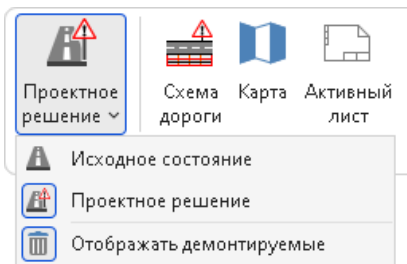 Проектное решение
Схема дороги
Карта
Активный лист
Исходное состояние
Проектное решение
Отображать демонтируемые